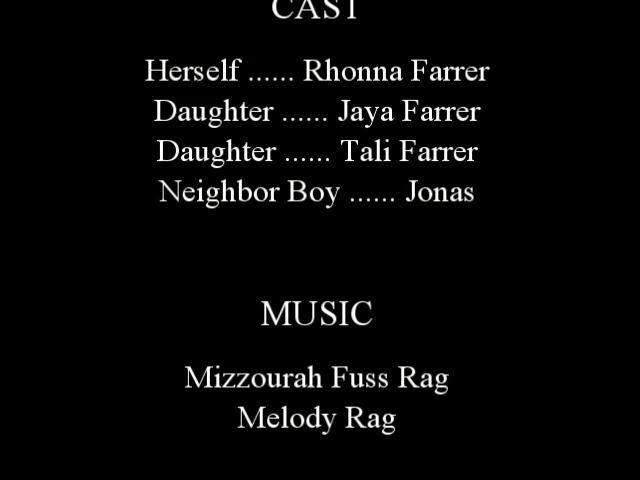 CAST
Herself ...... Rhonna Farrer
Daughter ...... Jaya Farrer
Daughter ...... Tali Farrer
Neighbor Boy ...... Jonas
MUSIC
Mizzourah Fuss Rag
Melody Rag